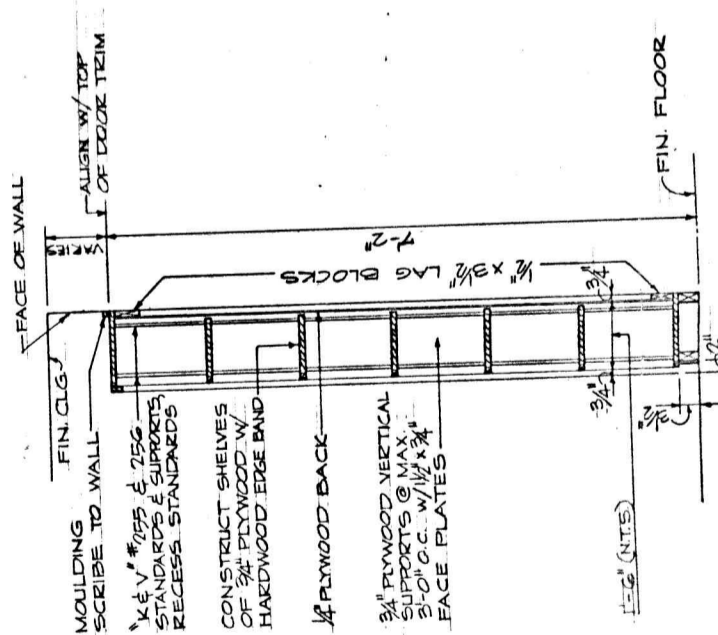 FACE OF WALL
FIN. CLG.
VARIES
ALIGN W/ TOP
OF DOOR TRIM
MOULDING
SCRIBE TO WALL
"K & V" #255 & 256
STANDARDS & SUPPORTS,
RECESS STANDARDS
CONSTRUCT SHELVES
OF 3/4" PLYWOOD W/
HARDWOOD EDGE BAND
1/4" PLYWOOD BACK
3/4" PLYWOOD VERTICAL
SUPPORTS @ MAX.
3'-0" O.C. W/ 1 1/2" x 3/4"
FACE PLATES
7'-2"
1/2" x 3 1/2" LAG BLOCKS
3/4"
3/4"
(N.T.S)
FIN. FLOOR